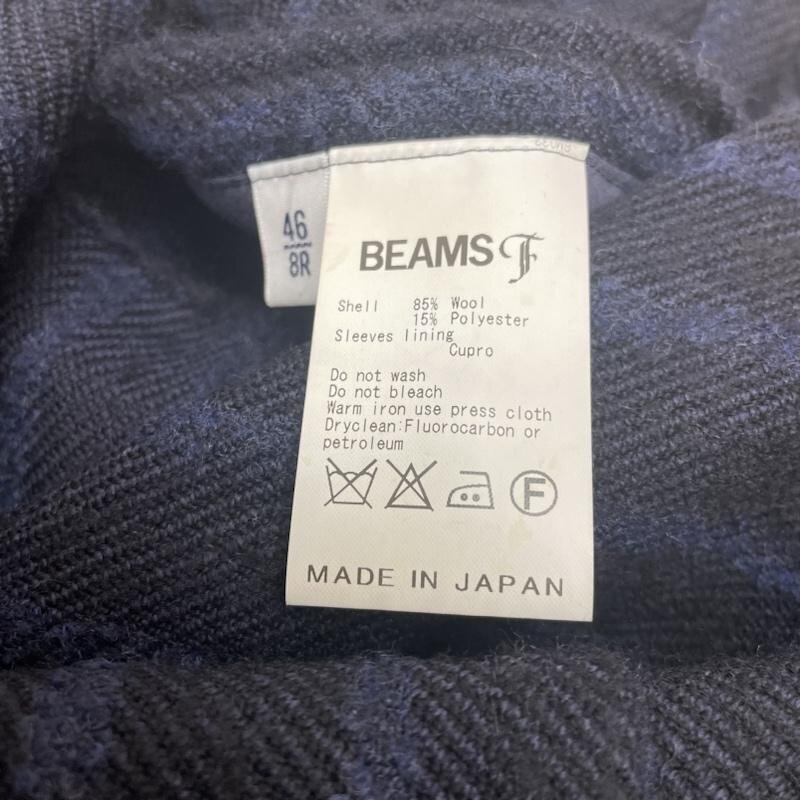 46
8R
BEAMS F
Shell 85% Wool
15% Polyester
Sleeves lining
Cupro
Do not wash
Do not bleach
Warm iron use press cloth
Dryclean:Fluorocarbon or
petroleum
F
MADE IN JAPAN